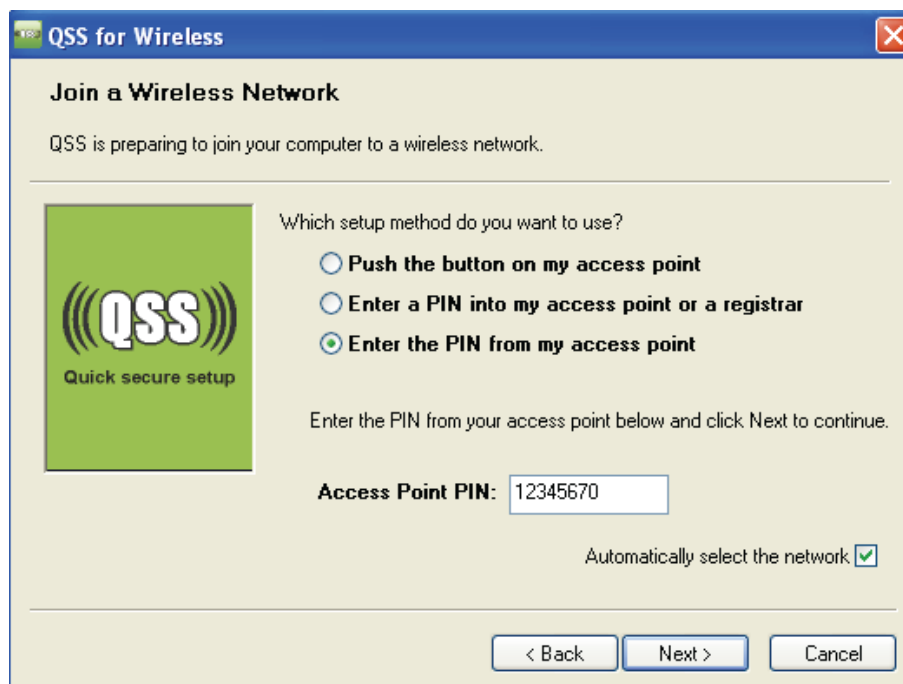 QSS for Wireless
Join a Wireless Network
QSS is preparing to join your computer to a wireless network.
QSS
Quick secure setup
Which setup method do you want to use?
Push the button on my access point
Enter a PIN into my access point or a registrar
Enter the PIN from my access point
Enter the PIN from your access point below and click Next to continue.
Access Point PIN: 12345670
Automatically select the network
< Back Next > Cancel